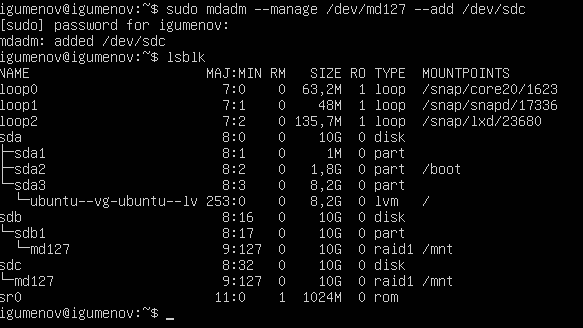 igumenov@igumenov:~$ sudo mdadm --manage /dev/md127 --add /dev/sdc
[sudo] password for igumenov:
mdadm: added /dev/sdc
igumenov@igumenov:~$ lsblk
NAME                      MAJ:MIN RM   SIZE RO TYPE  MOUNTPOINTS
loop0                       7:0    0  63,2M  1 loop  /snap/core20/1623
loop1                       7:1    0    48M  1 loop  /snap/snapd/17336
loop2                       7:2    0 135,7M  1 loop  /snap/lxd/23680
sda                         8:0    0    10G  0 disk
├─sda1                      8:1    0     1M  0 part
├─sda2                      8:2    0   1,8G  0 part  /boot
└─sda3                      8:3    0   8,2G  0 part
  └─ubuntu--vg-ubuntu--lv 253:0    0   8,2G  0 lvm   /
sdb                         8:16   0    10G  0 disk
└─sdb1                      8:17   0    10G  0 part
  └─md127                   9:127  0    10G  0 raid1 /mnt
sdc                         8:32   0    10G  0 disk
└─md127                     9:127  0    10G  0 raid1 /mnt
sr0                        11:0    1  1024M  0 rom
igumenov@igumenov:~$ _